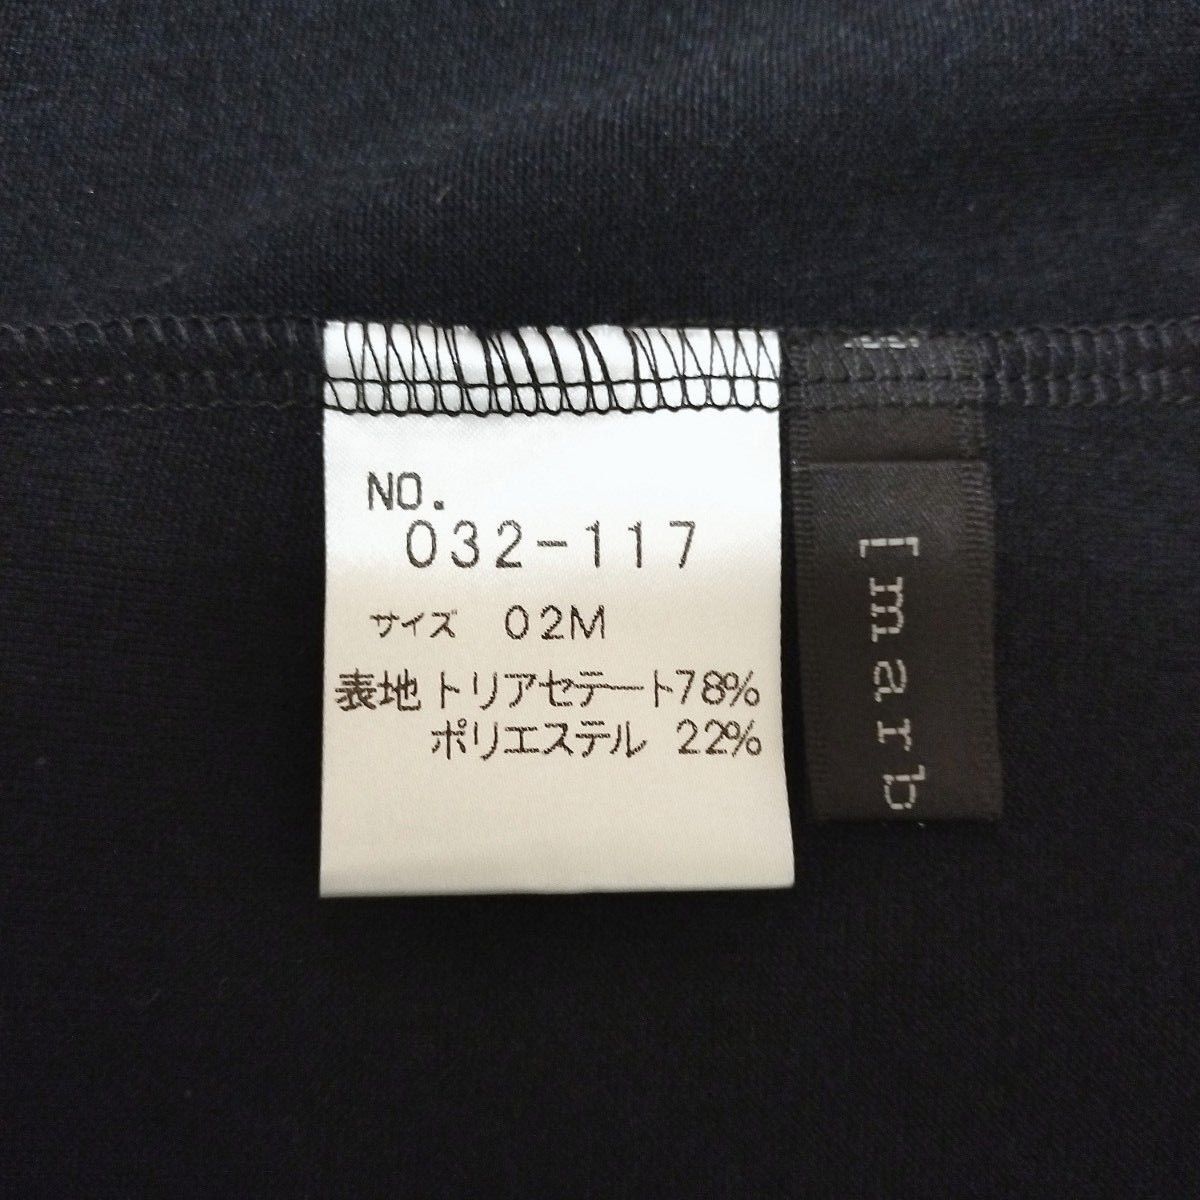 NO.
032-117
サイズ 02M
表地 トリアセテート78%
ポリエステル 22%
[marb